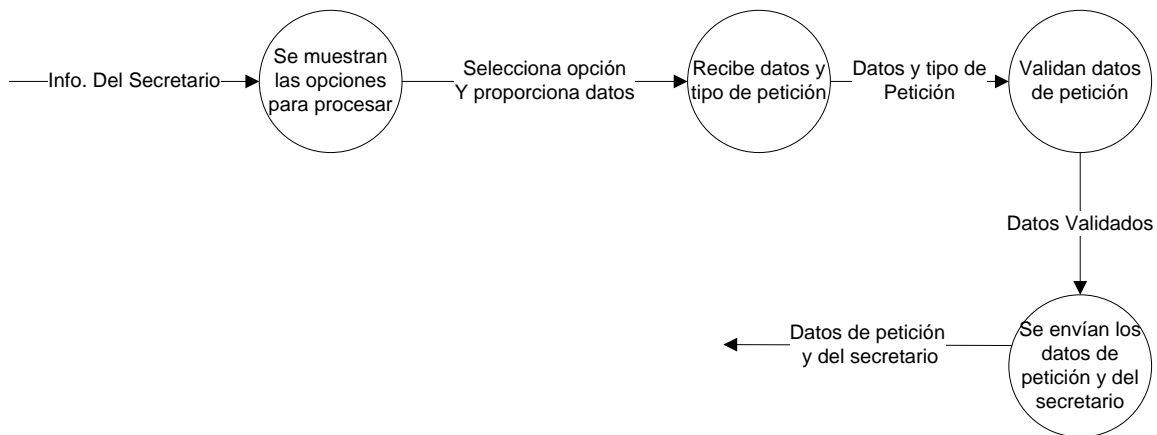 Info. Del Secretario
Se muestran
las opciones
para procesar
Selecciona opción
Y proporciona datos
Recibe datos y
tipo de petición
Datos y tipo de
Petición
Validan datos
de petición
Datos Validados
Se envían los
datos de
petición y del
secretario
Datos de petición
y del secretario